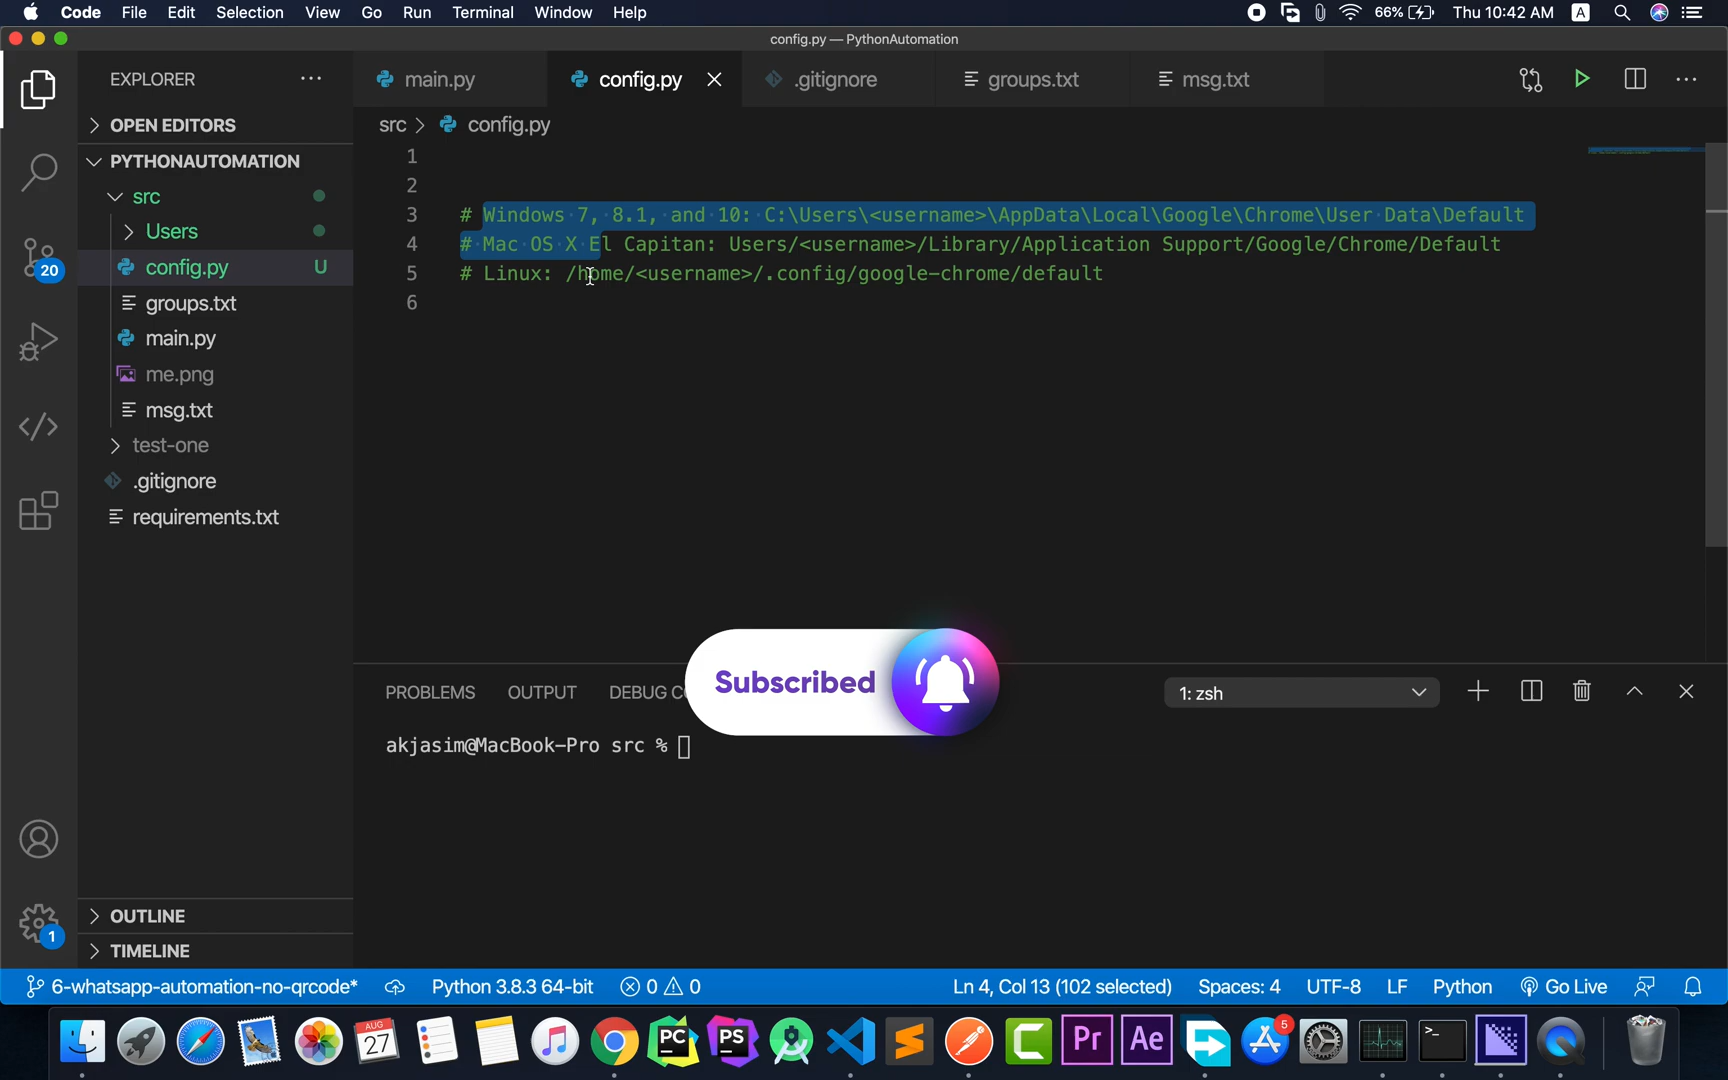 Code File Edit Selection View Go Run Terminal Window Help 66% Thu 10:42 AM A
config.py — PythonAutomation
EXPLORER
main.py config.py .gitignore groups.txt msg.txt
OPEN EDITORS
src > config.py
PYTHONAUTOMATION
src
Users
config.py U
groups.txt
main.py
me.png
msg.txt
test-one
.gitignore
requirements.txt
20
1
2
3 # Windows 7, 8.1, and 10: C:\Users\<username>\AppData\Local\Google\Chrome\User Data\Default
4 # Mac OS X El Capitan: Users/<username>/Library/Application Support/Google/Chrome/Default
5 # Linux: /home/<username>/.config/google-chrome/default
6
Subscribed
PROBLEMS OUTPUT DEBUG CO 1: zsh
akjasim@MacBook-Pro src %
OUTLINE
1
TIMELINE
6-whatsapp-automation-no-qrcode* Python 3.8.3 64-bit 0 0 Ln 4, Col 13 (102 selected) Spaces: 4 UTF-8 LF Python Go Live
AUG
27
PC PS C Pr Ae 5 >_